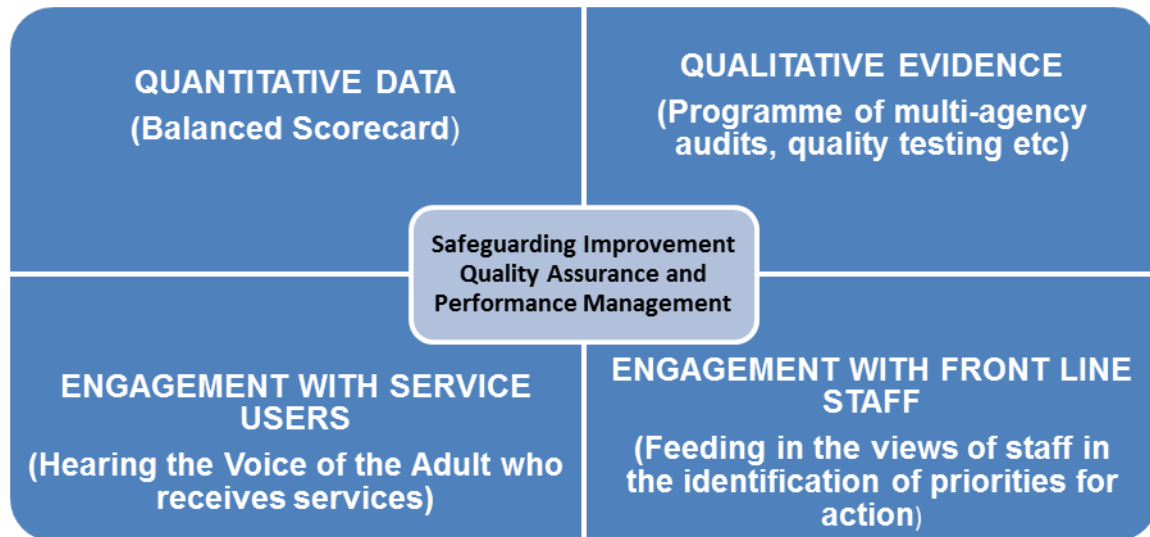 QUANTITATIVE DATA
(Balanced Scorecard)
QUALITATIVE EVIDENCE
(Programme of multi-agency
audits, quality testing etc)
Safeguarding Improvement
Quality Assurance and
Performance Management
ENGAGEMENT WITH SERVICE
USERS
(Hearing the Voice of the Adult who
receives services)
ENGAGEMENT WITH FRONT LINE
STAFF
(Feeding in the views of staff in
the identification of priorities for
action)